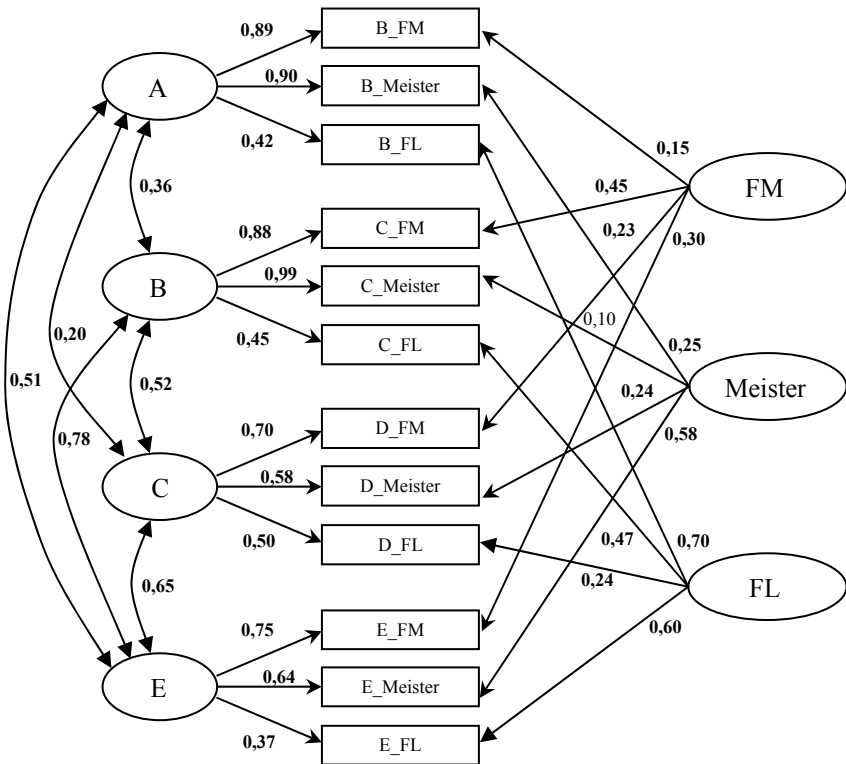 0,89
B_FM
A
0,90
B_Meister
0,42
B_FL
0,15
0,36
FM
0,45
0,88
C_FM
0,23
0,30
B
0,99
C_Meister
0,20
0,45
C_FL
0,10
0,25
0,51
0,52
Meister
0,24
0,78
0,70
D_FM
0,58
C
0,58
D_Meister
0,50
D_FL
0,47
0,70
0,65
0,24
FL
0,75
E_FM
0,60
E
0,64
E_Meister
0,37
E_FL